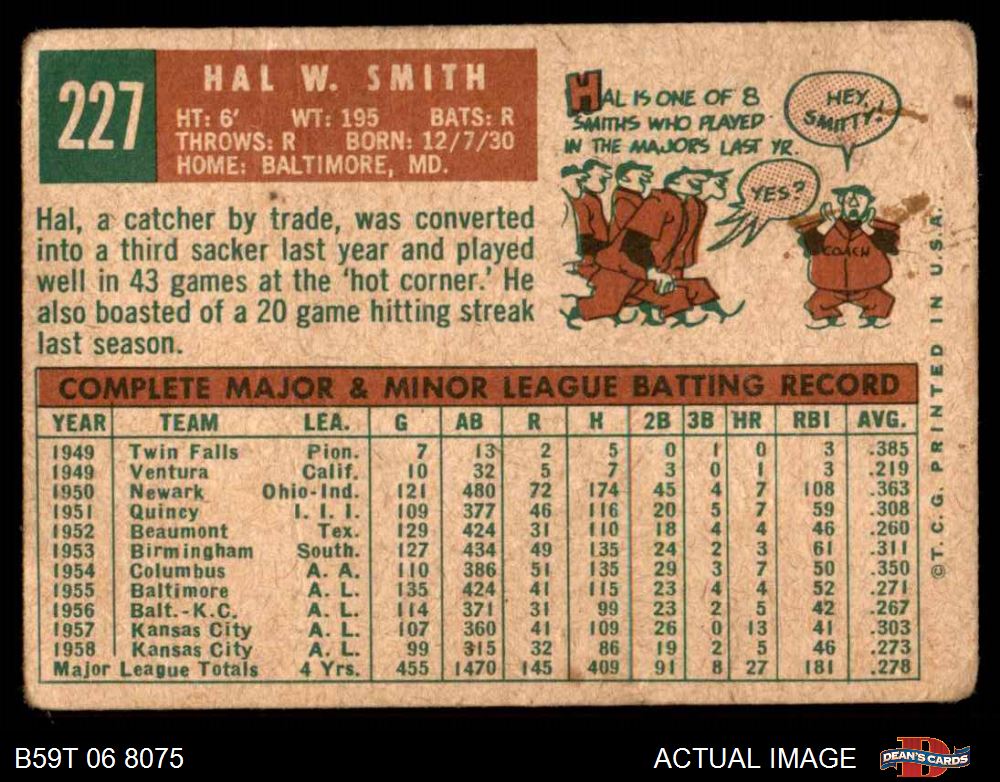 227
HAL W. SMITH
HT: 6' WT: 195 BATS: R
THROWS: R BORN: 12/7/30
HOME: BALTIMORE, MD.
HAL IS ONE OF 8
SMITHS WHO PLAYED
IN THE MAJORS LAST YR.
HEY,
SMITTY!
YES?
COACH
Hal, a catcher by trade, was converted
into a third sacker last year and played
well in 43 games at the 'hot corner.' He
also boasted of a 20 game hitting streak
last season.
COMPLETE MAJOR & MINOR LEAGUE BATTING RECORD
YEAR TEAM LEA. G AB R H 2B 3B HR RBI AVG.
1949 Twin Falls Pion. 7 13 2 5 0 1 0 3 .385
1949 Ventura Calif. 10 32 5 7 3 0 1 3 .219
1950 Newark Ohio-Ind. 121 480 72 174 45 4 7 108 .363
1951 Quincy I. I. I. 109 377 46 116 20 5 7 59 .308
1952 Beaumont Tex. 129 424 31 110 18 4 4 46 .260
1953 Birmingham South. 127 434 49 135 24 2 3 61 .311
1954 Columbus A. A. 110 386 51 135 29 3 7 50 .350
1955 Baltimore A. L. 135 424 41 115 23 4 4 52 .271
1956 Balt.-K.C. A. L. 114 371 31 99 23 2 5 42 .267
1957 Kansas City A. L. 107 360 41 109 26 0 13 41 .303
1958 Kansas City A. L. 99 315 32 86 19 2 5 46 .273
Major League Totals 4 Yrs. 455 1470 145 409 91 8 27 181 .278
©T.C.G. PRINTED IN U.S.A.
B59T 06 8075
ACTUAL IMAGE
D
DEAN'S CARDS